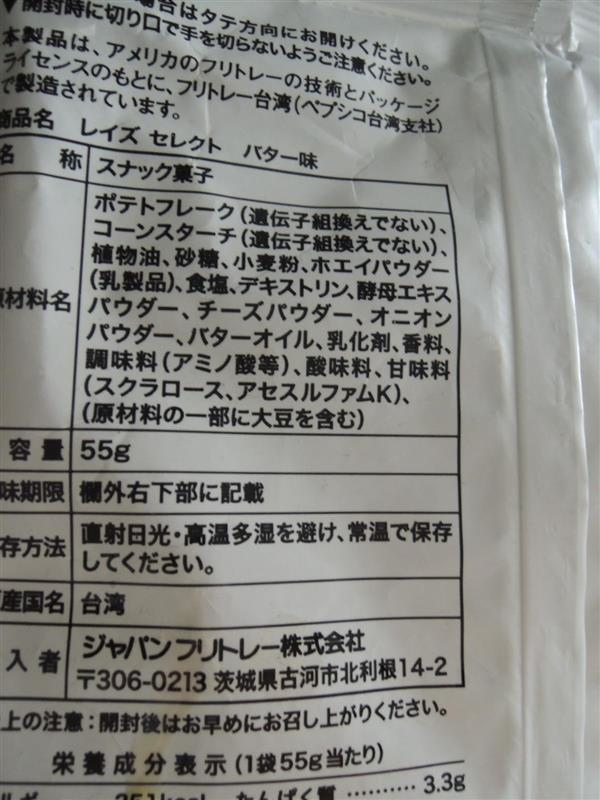 場合はタテ方向にお開けください。
▼開封時に切り口で手を切らないようご注意ください。
本製品は、アメリカのフリトレーの技術とパッケージ
ライセンスのもとに、フリトレー台湾(ペプシコ台湾支社)
で製造されています。
商品名 レイズ セレクト バター味
名 称 スナック菓子
ポテトフレーク(遺伝子組換えでない)、
コーンスターチ(遺伝子組換えでない)、
植物油、砂糖、小麦粉、ホエイパウダー
(乳製品)、食塩、デキストリン、酵母エキス
原材料名 パウダー、チーズパウダー、オニオン
パウダー、バターオイル、乳化剤、香料、
調味料(アミノ酸等)、酸味料、甘味料
(スクラロース、アセスルファムK)、
(原材料の一部に大豆を含む)
容量 55g
味期限 欄外右下部に記載
存方法 直射日光・高温多湿を避け、常温で保存
してください。
産国名 台湾
入者 ジャパンフリトレー株式会社
〒306-0213 茨城県古河市北利根14-2
上の注意:開封後はお早めにお召し上がりください。
栄養成分表示(1袋55g当たり)
351kcal たんぱく質 ………… 3.3g